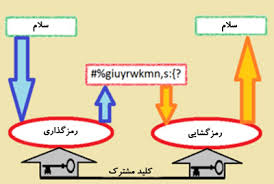 سلام
سلام
#%giuyrwkmn,s:{?
رمزگذاری
رمزگشایی
کلید مشترک